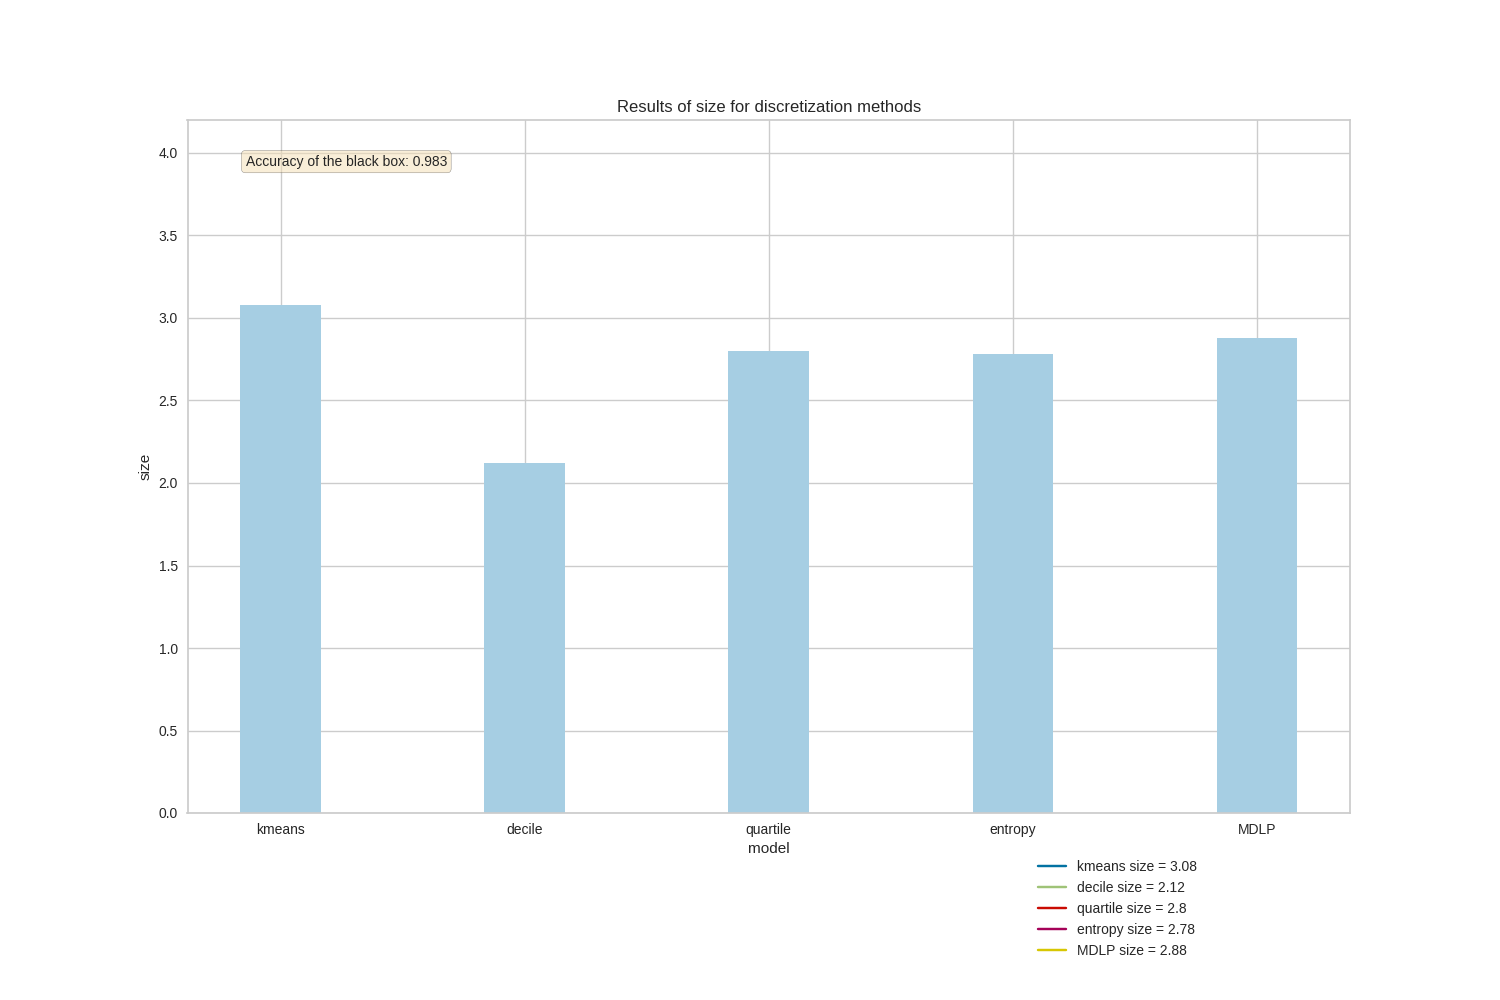 Results of size for discretization methods
Accuracy of the black box: 0.983
4.0
3.5
3.0
2.5
2.0
1.5
1.0
0.5
0.0
size
kmeans decile quartile entropy MDLP
model
kmeans size = 3.08
decile size = 2.12
quartile size = 2.8
entropy size = 2.78
MDLP size = 2.88